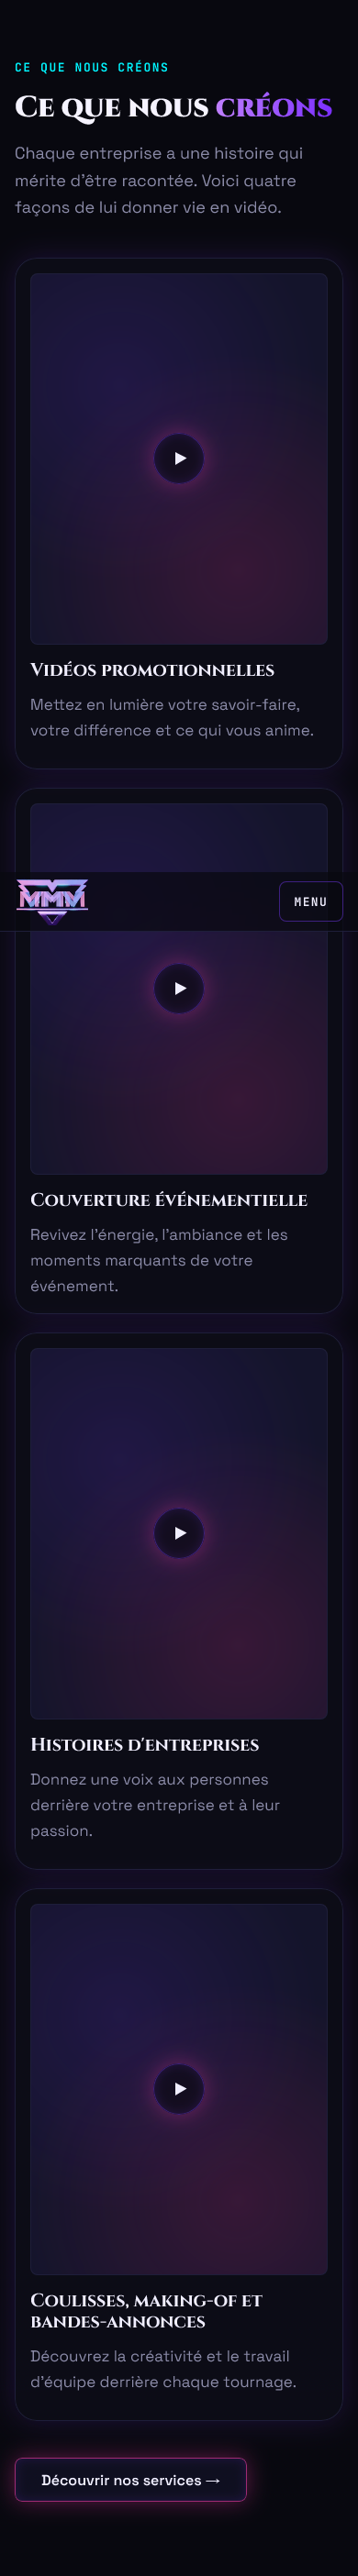 CE QUE NOUS CRÉONS
Ce que nous créons
Chaque entreprise a une histoire qui
mérite d'être racontée. Voici quatre
façons de lui donner vie en vidéo.
Vidéos promotionnelles
Mettez en lumière votre savoir-faire,
votre différence et ce qui vous anime.
MMM
MENU
Couverture événementielle
Revivez l'énergie, l'ambiance et les
moments marquants de votre
événement.
Histoires d'entreprises
Donnez une voix aux personnes
derrière votre entreprise et à leur
passion.
Coulisses, making-of et
bandes-annonces
Découvrez la créativité et le travail
d'équipe derrière chaque tournage.
Découvrir nos services →